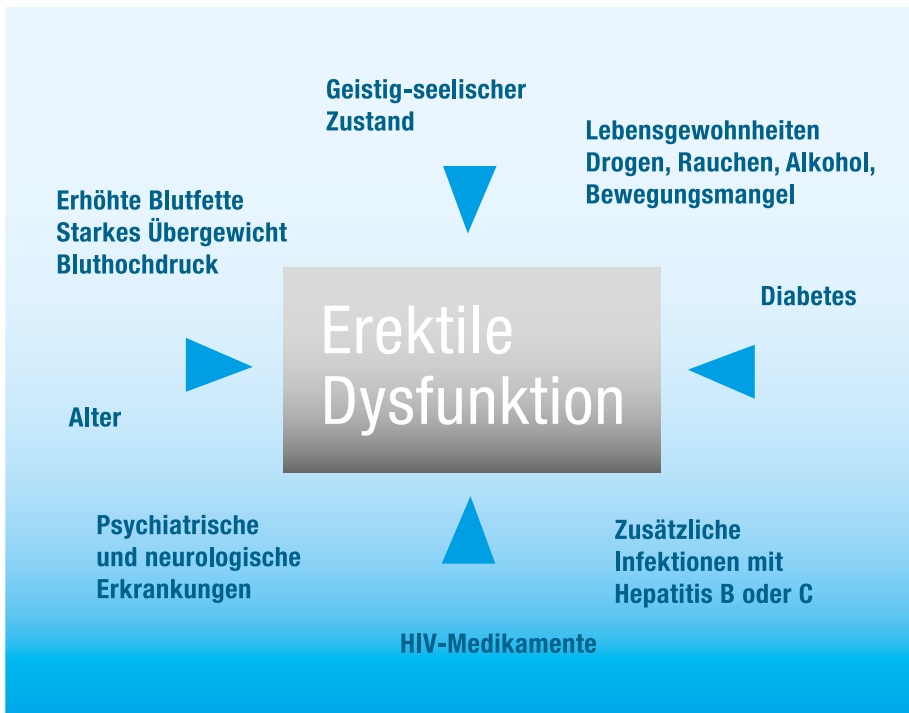 Geistig-seelischer
Zustand
Lebensgewohnheiten
Drogen, Rauchen, Alkohol,
Bewegungsmangel
Erhöhte Blutfette
Starkes Übergewicht
Bluthochdruck
Diabetes
Erektile
Dysfunktion
Alter
Psychiatrische
und neurologische
Erkrankungen
Zusätzliche
Infektionen mit
Hepatitis B oder C
HIV-Medikamente